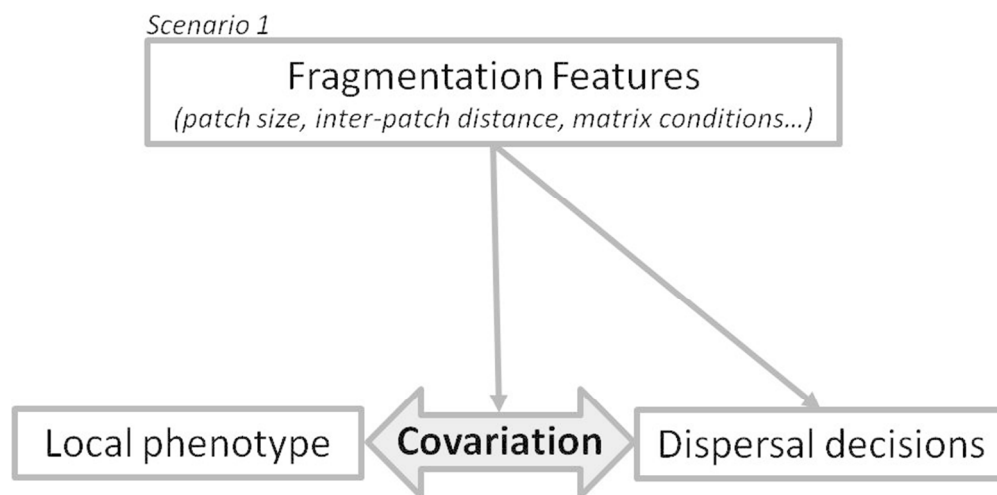 Scenario 1
Fragmentation Features
(patch size, inter-patch distance, matrix conditions…)
Local phenotype
Covariation
Dispersal decisions